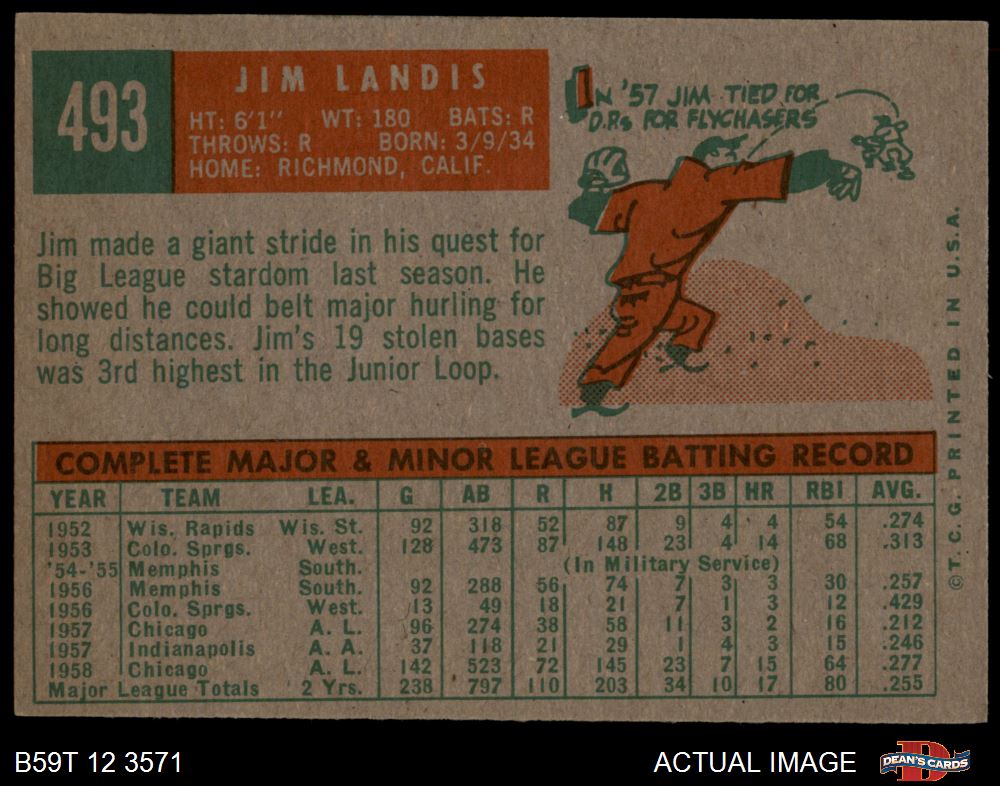 493
JIM LANDIS
HT: 6'1" WT: 180 BATS: R
THROWS: R BORN: 3/9/34
HOME: RICHMOND, CALIF.
IN '57 JIM TIED FOR
D.P.s FOR FLYCHASERS
Jim made a giant stride in his quest for
Big League stardom last season. He
showed he could belt major hurling for
long distances. Jim's 19 stolen bases
was 3rd highest in the Junior Loop.
COMPLETE MAJOR & MINOR LEAGUE BATTING RECORD
YEAR TEAM LEA. G AB R H 2B 3B HR RBI AVG.
1952 Wis. Rapids Wis. St. 92 318 52 87 9 4 4 54 .274
1953 Colo. Sprgs. West. 128 473 87 148 23 4 14 68 .313
'54-'55 Memphis South. (In Military Service)
1956 Memphis South. 92 288 56 74 7 3 3 30 .257
1956 Colo. Sprgs. West. 13 49 18 21 7 1 3 12 .429
1957 Chicago A. L. 96 274 38 58 11 3 2 16 .212
1957 Indianapolis A. A. 37 118 21 29 1 4 3 15 .246
1958 Chicago A. L. 142 523 72 145 23 7 15 64 .277
Major League Totals 2 Yrs. 238 797 110 203 34 10 17 80 .255
© T. C. G. PRINTED IN U.S.A.
B59T 12 3571
ACTUAL IMAGE
D
DEAN'S CARDS